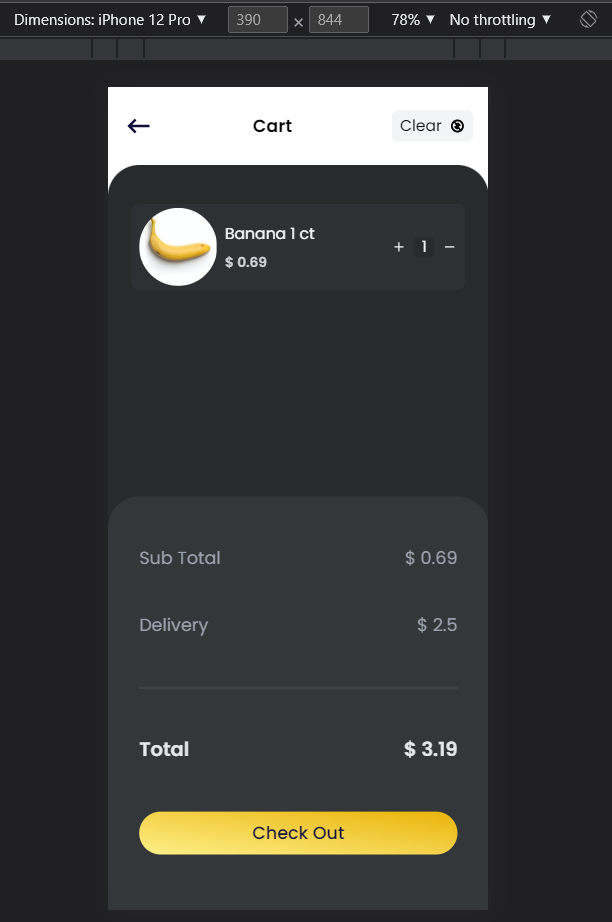 Dimensions: iPhone 12 Pro ▼ 390 × 844 78% ▼ No throttling ▼
Cart Clear
Banana 1 ct
$ 0.69
+ 1 −
Sub Total $ 0.69
Delivery $ 2.5
Total $ 3.19
Check Out